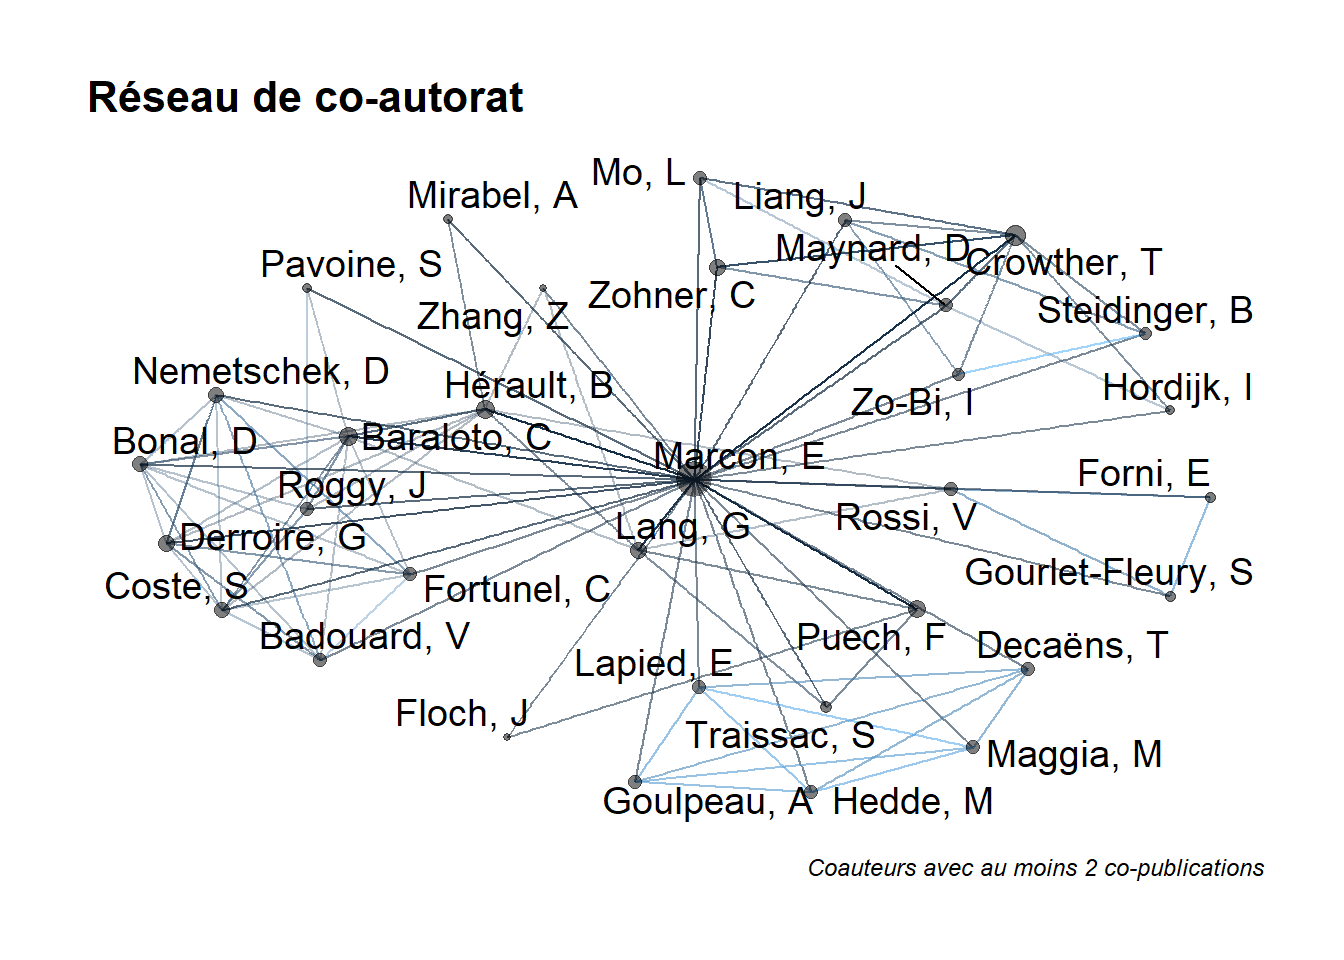 Réseau de co-autorat
Mo, L
Mirabel, A
Liang, J
Maynard, D
Pavoine, S
Crowther, T
Zohner, C
Zhang, Z
Steidinger, B
Nemetschek, D
Hérault, B
Hordijk, I
Zo-Bi, I
Bonal, D
Baraloto, C
Marcon, E
Forni, E
Roggy, J
Rossi, V
Lang, G
Derroire, G
Gourlet-Fleury, S
Coste, S
Fortunel, C
Badouard, V
Puech, F
Decaëns, T
Lapied, E
Floch, J
Traissac, S
Maggia, M
Goulpeau, A
Hedde, M
Coauteurs avec au moins 2 co-publications